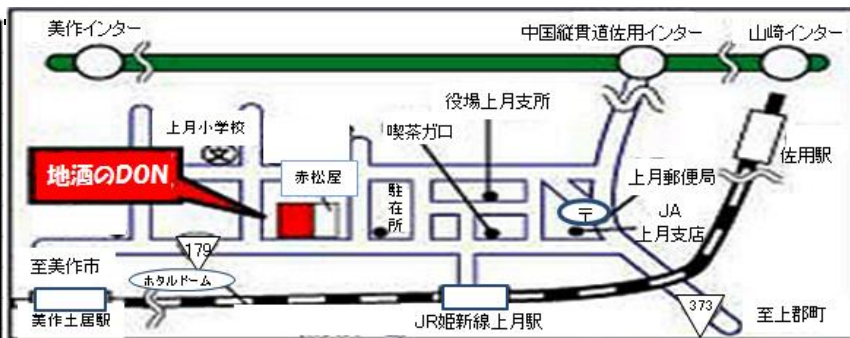 美作インター
中国縦貫道佐用インター
山崎インター
役場上月支所
上月小学校
喫茶ガロ
佐用駅
地酒のDON
赤松屋
駐在所
上月郵便局
〒
JA
上月支店
179
至美作市
ホタルドーム
373
美作土居駅
JR姫新線上月駅
至上郡町